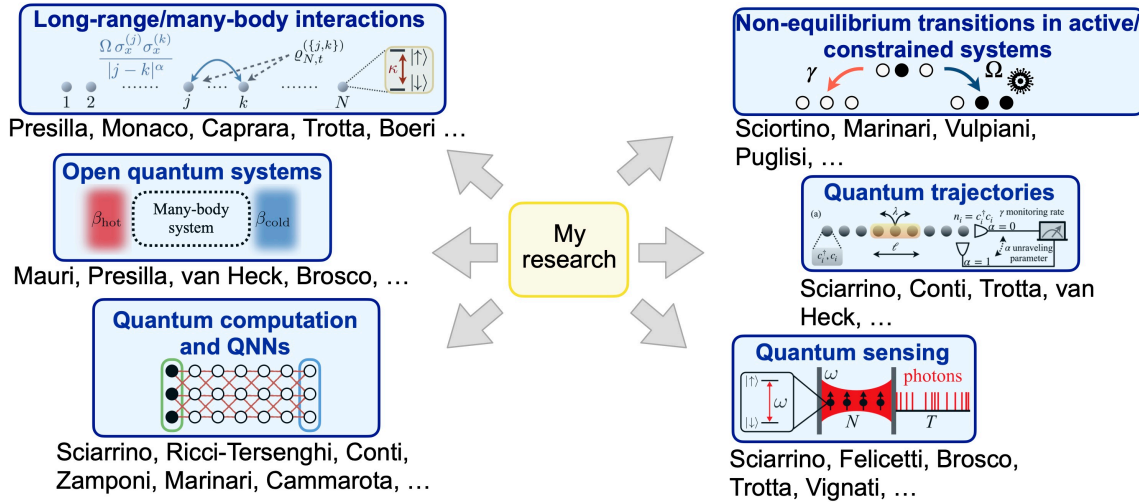 Long-range/many-body interactions
Ω σ_x^{(j)} σ_x^{(k)}
|j − k|^α
ϱ_{N,t}^{({j,k})}
κ
|↑⟩
|↓⟩
1 2 ....... j .... k ....... N
Presilla, Monaco, Caprara, Trotta, Boeri ...
Open quantum systems
β_hot
Many-body
system
β_cold
Mauri, Presilla, van Heck, Brosco, ...
Quantum computation
and QNNs
Sciarrino, Ricci-Tersenghi, Conti,
Zamponi, Marinari, Cammarota, ...
My
research
Non-equilibrium transitions in active/
constrained systems
γ
Ω
Sciortino, Marinari, Vulpiani,
Puglisi, ...
Quantum trajectories
(a)
λ
n_i = c_i^† c_i
γ monitoring rate
α = 0
ℓ
c_i^†, c_i
α unraveling
parameter
α = 1
Sciarrino, Conti, Trotta, van
Heck, ...
Quantum sensing
|↑⟩
ω
|↓⟩
ω
photons
N
T
Sciarrino, Felicetti, Brosco,
Trotta, Vignati, ...